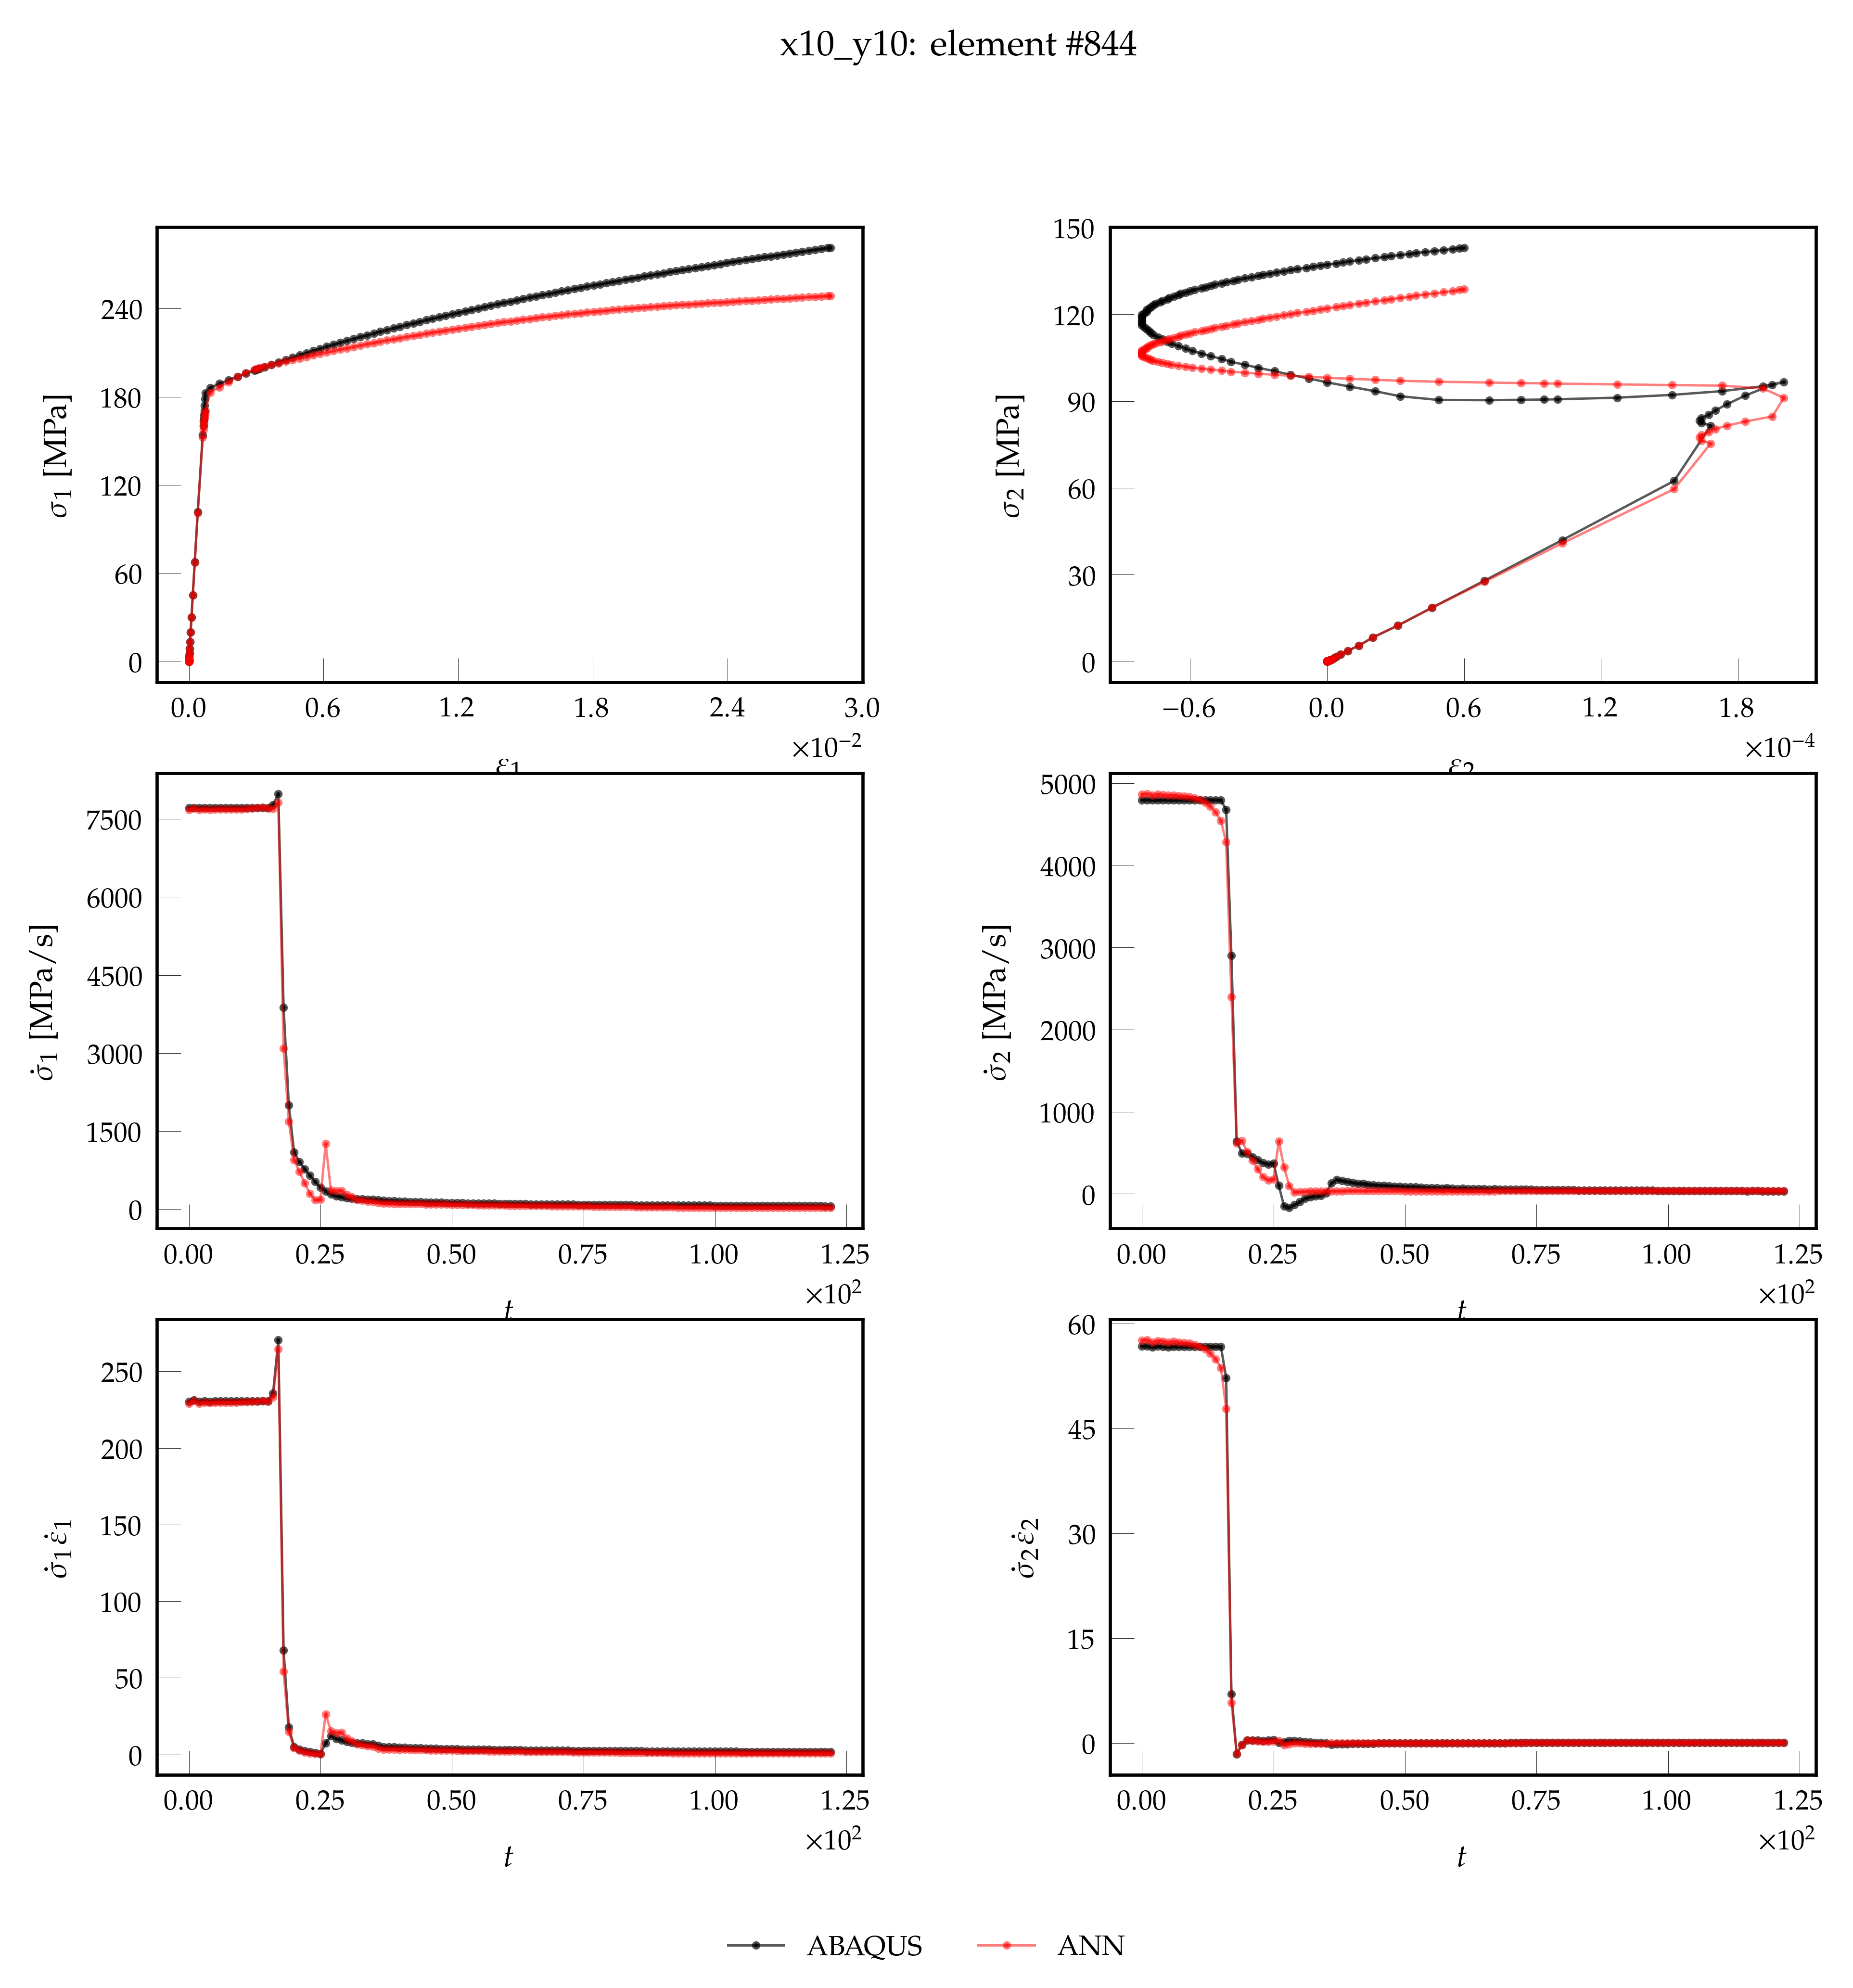 x10_y10: element #844
σ₁ [MPa]
240
180
120
60
0
0.0 0.6 1.2 1.8 2.4 3.0
×10⁻²
ε₁
σ₂ [MPa]
150
120
90
60
30
0
−0.6 0.0 0.6 1.2 1.8
×10⁻⁴
ε₂
σ̇₁ [MPa/s]
7500
6000
4500
3000
1500
0
0.00 0.25 0.50 0.75 1.00 1.25
×10²
t
σ̇₂ [MPa/s]
5000
4000
3000
2000
1000
0
0.00 0.25 0.50 0.75 1.00 1.25
×10²
t
σ̇₁ε̇₁
250
200
150
100
50
0
0.00 0.25 0.50 0.75 1.00 1.25
×10²
t
σ̇₂ε̇₂
60
45
30
15
0
0.00 0.25 0.50 0.75 1.00 1.25
×10²
t
ABAQUS ANN